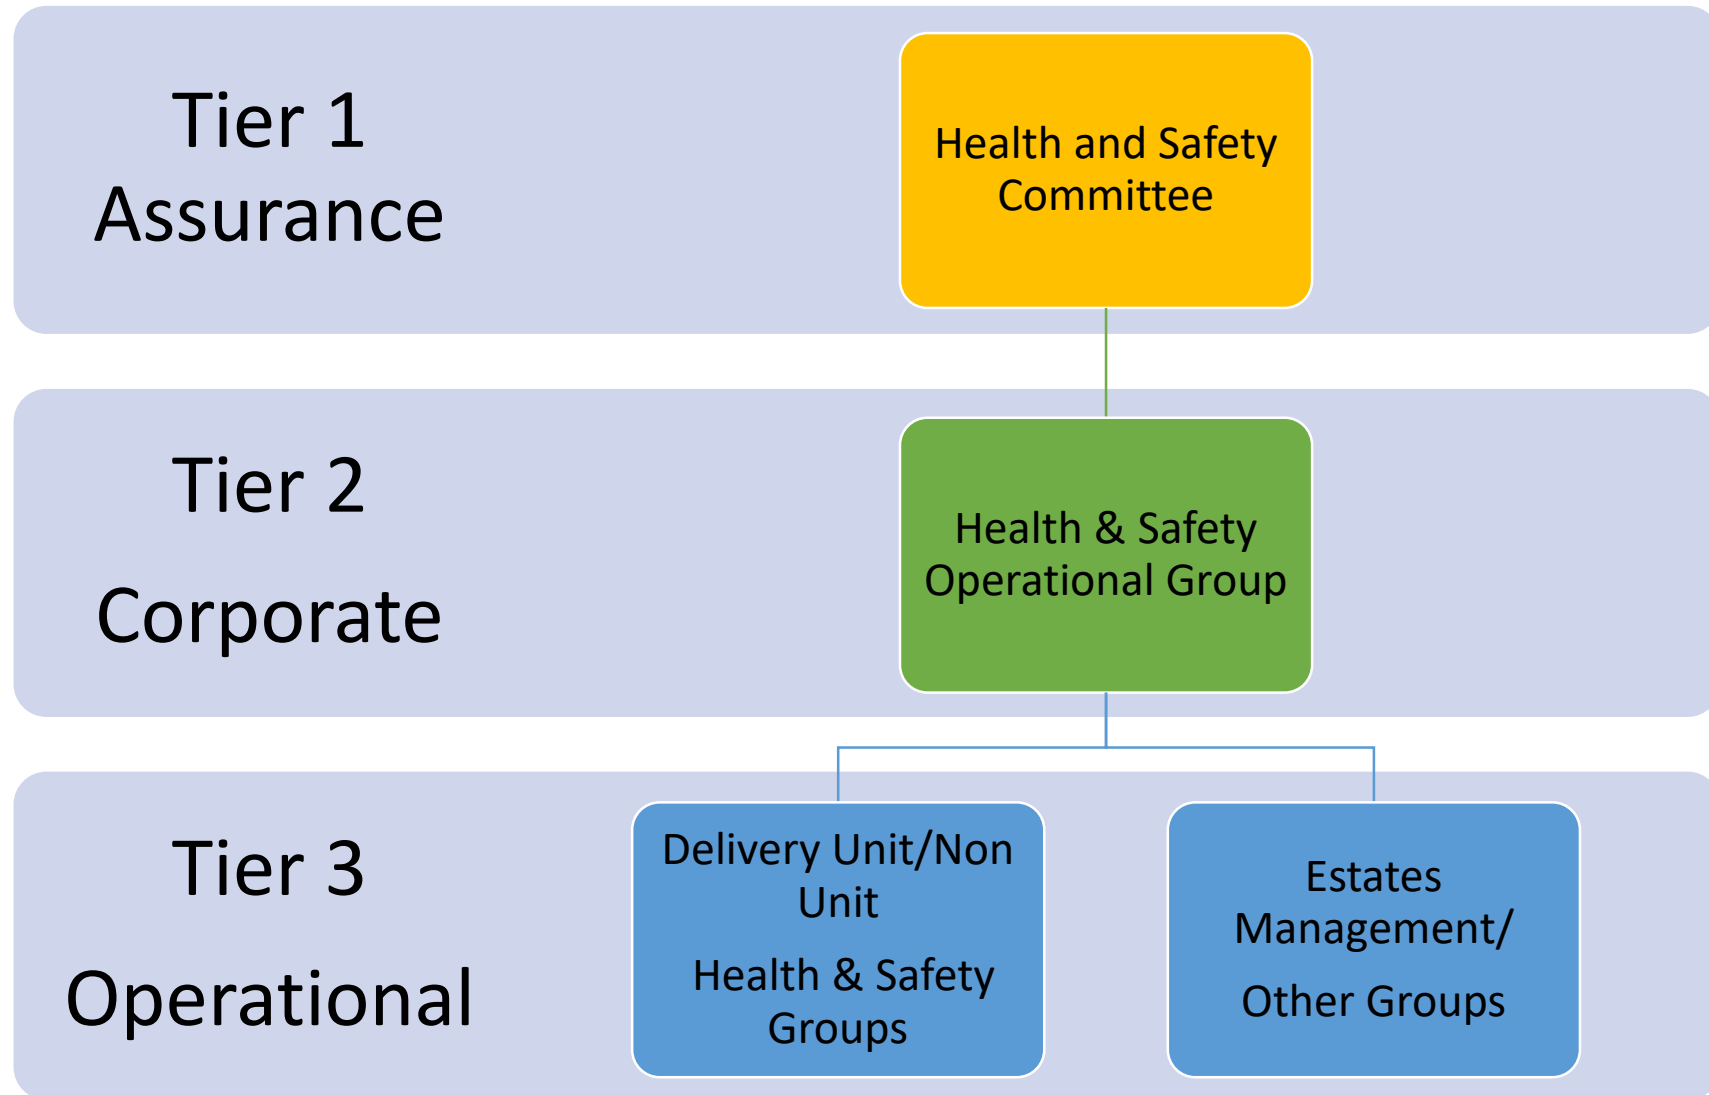 Tier 1
Assurance
Health and Safety
Committee
Tier 2
Corporate
Health & Safety
Operational Group
Tier 3
Operational
Delivery Unit/Non
Unit
Health & Safety
Groups
Estates
Management/
Other Groups